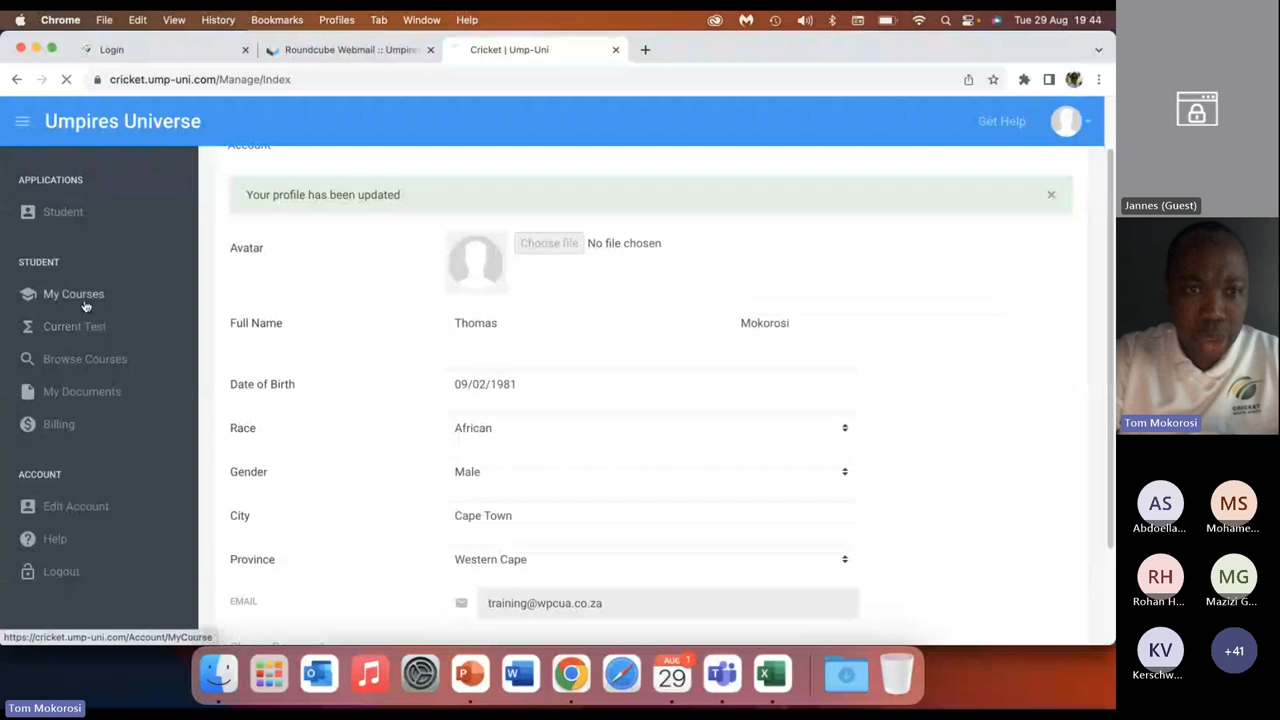 Chrome File Edit View History Bookmarks Profiles Tab Window Help Tue 29 Aug 19 44
Login Roundcube Webmail :: Umpire Cricket | Ump-Uni
cricket.ump-uni.com/Manage/Index
Umpires Universe
Get Help
Account
APPLICATIONS
Student
STUDENT
My Courses
Current Test
Browse Courses
My Documents
Billing
ACCOUNT
Edit Account
Help
Logout
Your profile has been updated
Avatar Choose file No file chosen
Full Name Thomas Mokorosi
Date of Birth 09/02/1981
Race African
Gender Male
City Cape Town
Province Western Cape
EMAIL training@wpcua.co.za
https://cricket.ump-uni.com/Account/MyCourse
AUG 1
29
Tom Mokorosi
Jannes (Guest)
CRICKET
Tom Mokorosi
AS MS
Abdoella... Mohame...
RH MG
Rohan H... Mazizi G...
KV +41
Kerschw...